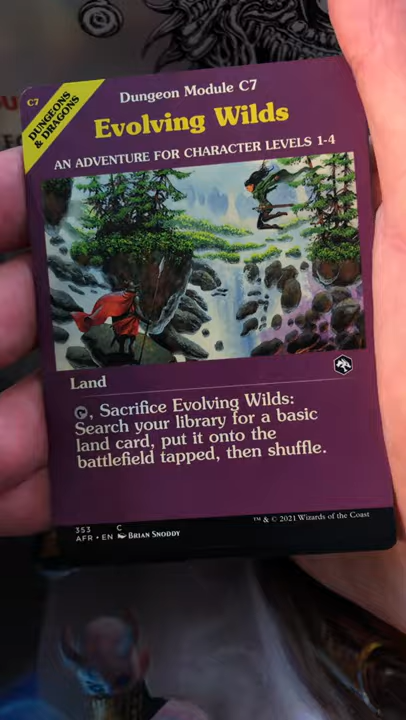 C7
DUNGEONS
& DRAGONS
Dungeon Module C7
Evolving Wilds
AN ADVENTURE FOR CHARACTER LEVELS 1-4
Land
, Sacrifice Evolving Wilds:
Search your library for a basic
land card, put it onto the
battlefield tapped, then shuffle.
353 C
AFR • EN BRIAN SNODDY
™ & © 2021 Wizards of the Coast